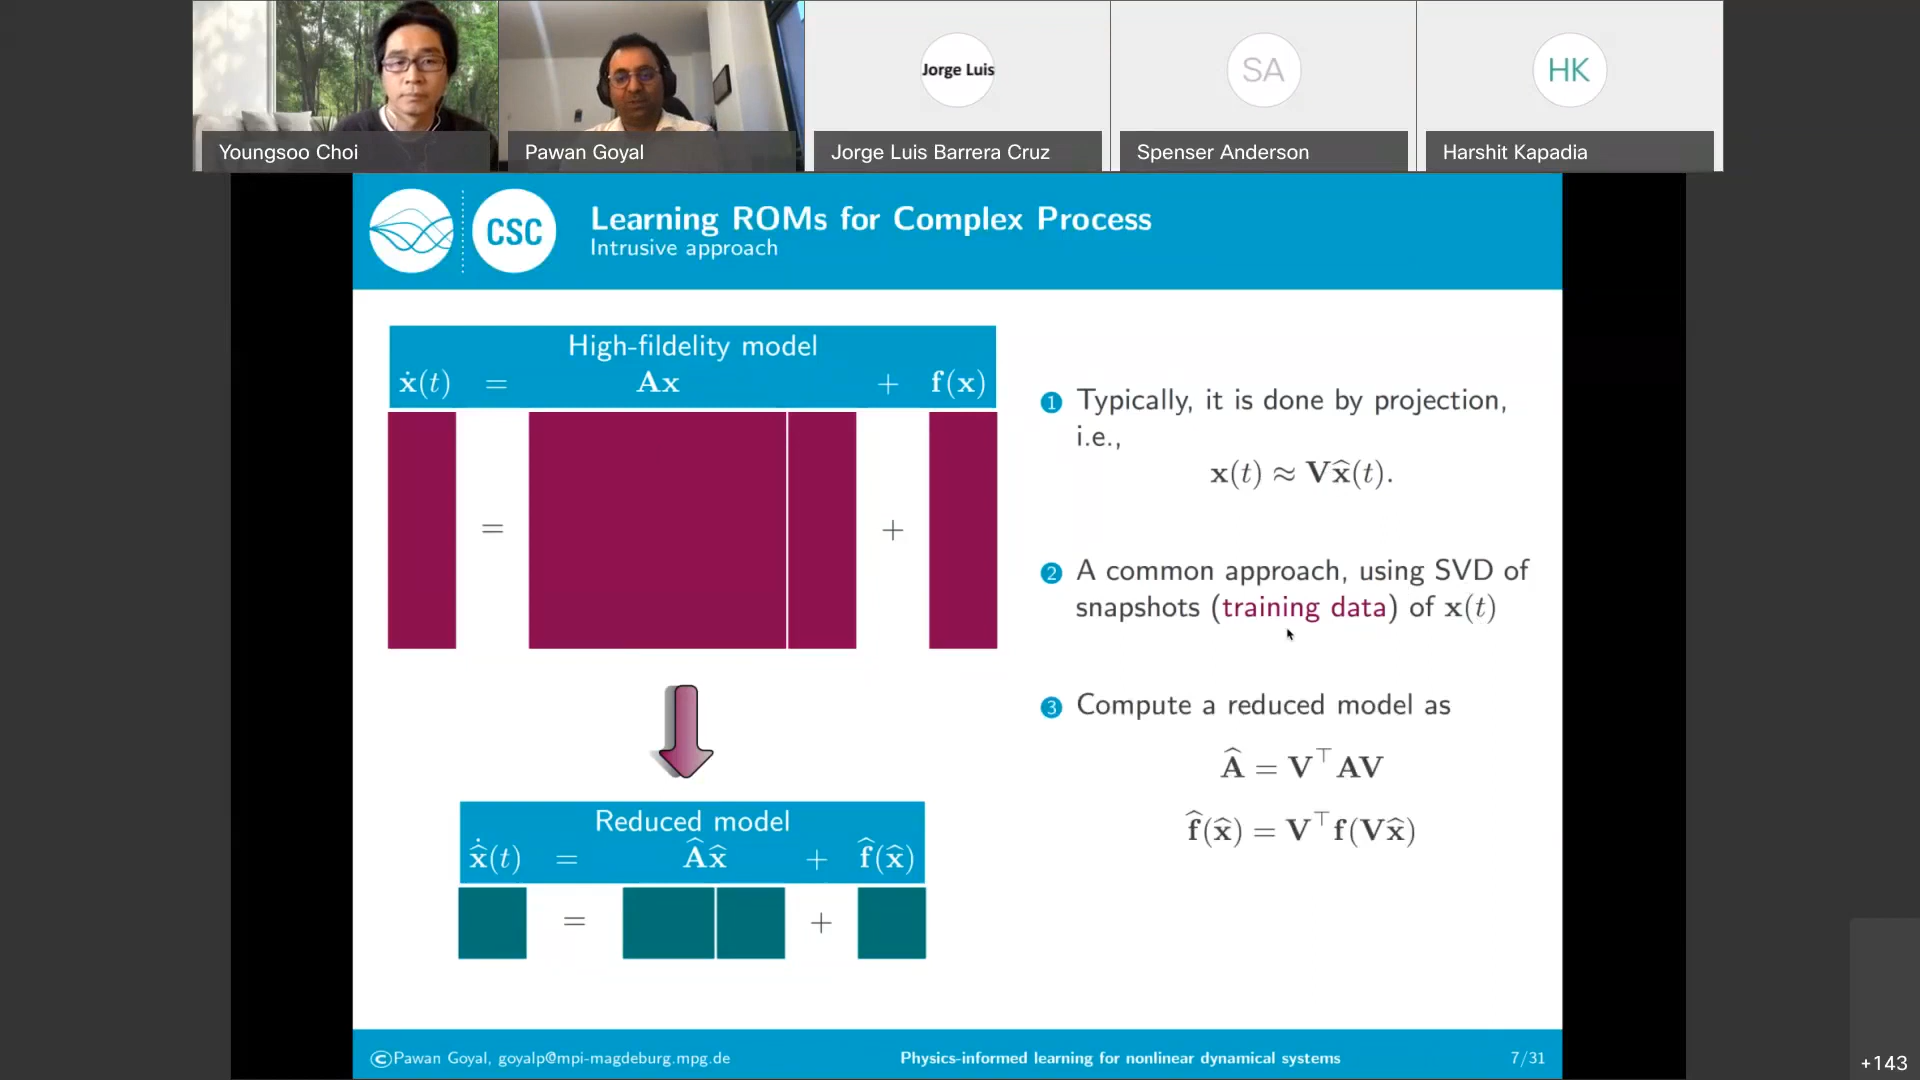 Jorge Luis
SA
HK
Youngsoo Choi
Pawan Goyal
Jorge Luis Barrera Cruz
Spenser Anderson
Harshit Kapadia
CSC
Learning ROMs for Complex Process
Intrusive approach
High-fildelity model
ẋ(t) = Ax + f(x)
= +
1 Typically, it is done by projection,
i.e.,
x(t) ≈ Vx̂(t).
2 A common approach, using SVD of
snapshots (training data) of x(t)
3 Compute a reduced model as
Â = V⊤AV
f̂(x̂) = V⊤f(Vx̂)
Reduced model
x̂̇(t) = Âx̂ + f̂(x̂)
= +
©Pawan Goyal, goyalp@mpi-magdeburg.mpg.de
Physics-informed learning for nonlinear dynamical systems
7/31
+143